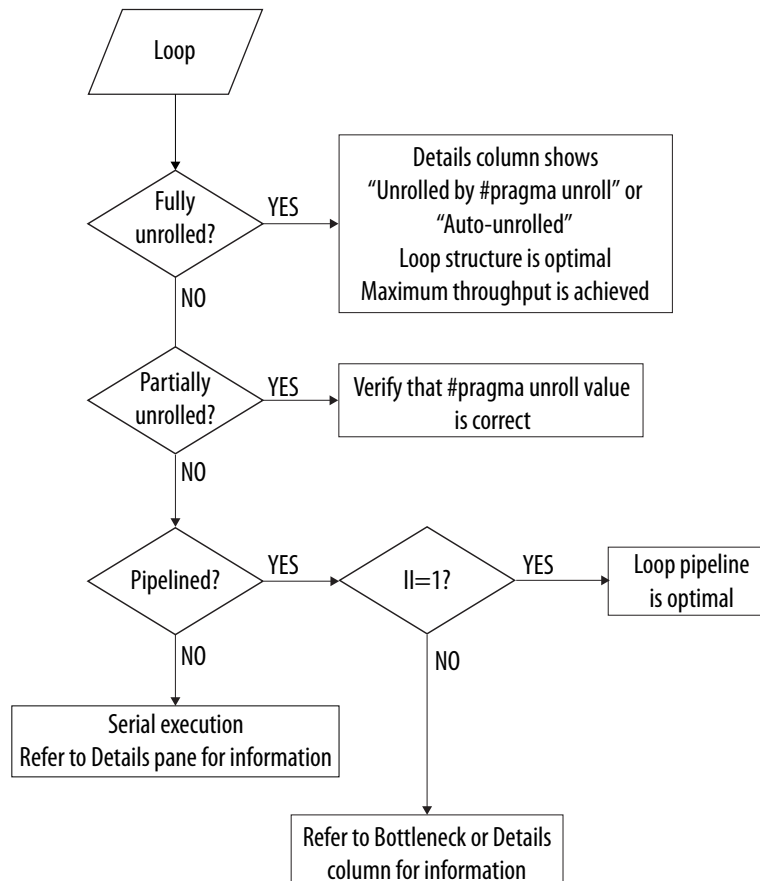 Loop
Fully
unrolled?
YES
Details column shows
“Unrolled by #pragma unroll” or
“Auto-unrolled”
Loop structure is optimal
Maximum throughput is achieved
NO
Partially
unrolled?
YES
Verify that #pragma unroll value
is correct
NO
Pipelined?
YES
II=1?
YES
Loop pipeline
is optimal
NO
NO
Serial execution
Refer to Details pane for information
Refer to Bottleneck or Details
column for information